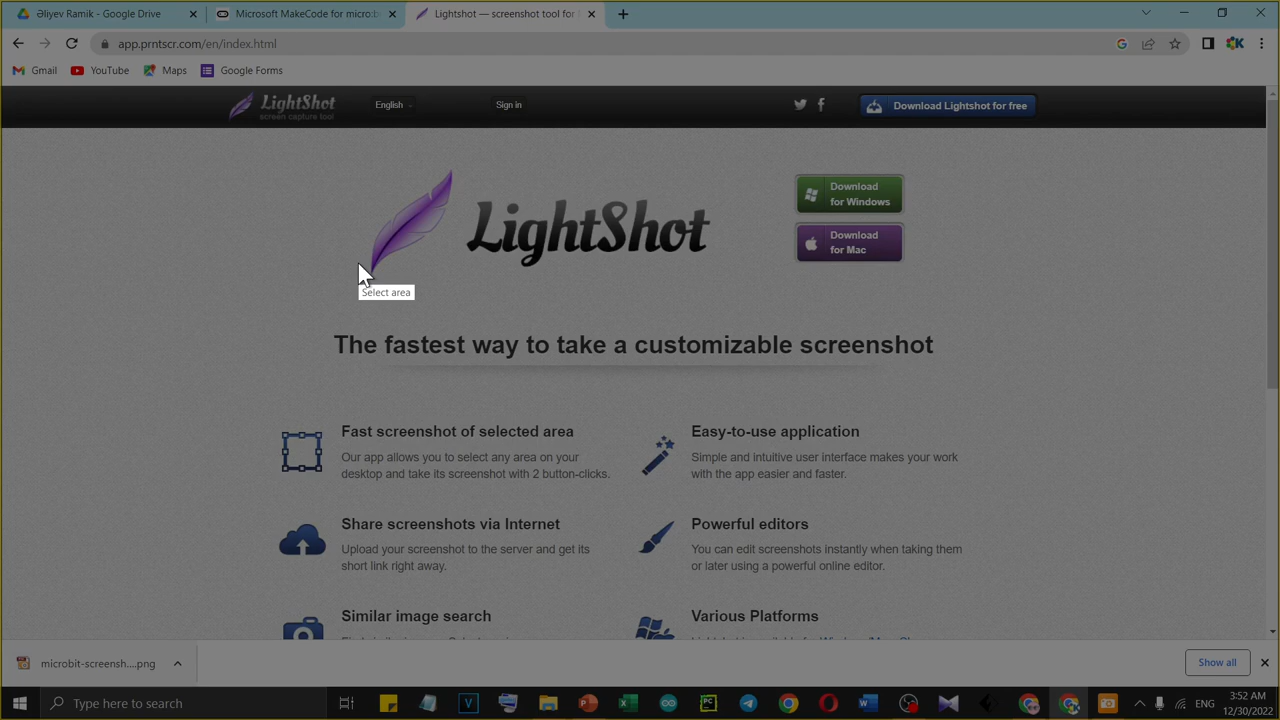 Əliyev Ramik - Google Drive
Microsoft MakeCode for micro:b
Lightshot — screenshot tool for
app.prntscr.com/en/index.html
Gmail
YouTube
Maps
Google Forms
LightShot
screen capture tool
English
Sign in
Download Lightshot for free
LightShot
Download
for Windows
Download
for Mac
Select area
The fastest way to take a customizable screenshot
Fast screenshot of selected area
Our app allows you to select any area on your
desktop and take its screenshot with 2 button-clicks.
Easy-to-use application
Simple and intuitive user interface makes your work
with the app easier and faster.
Share screenshots via Internet
Upload your screenshot to the server and get its
short link right away.
Powerful editors
You can edit screenshots instantly when taking them
or later using a powerful online editor.
Similar image search
Various Platforms
microbit-screensh....png
Show all
Type here to search
ENG
3:52 AM
12/30/2022